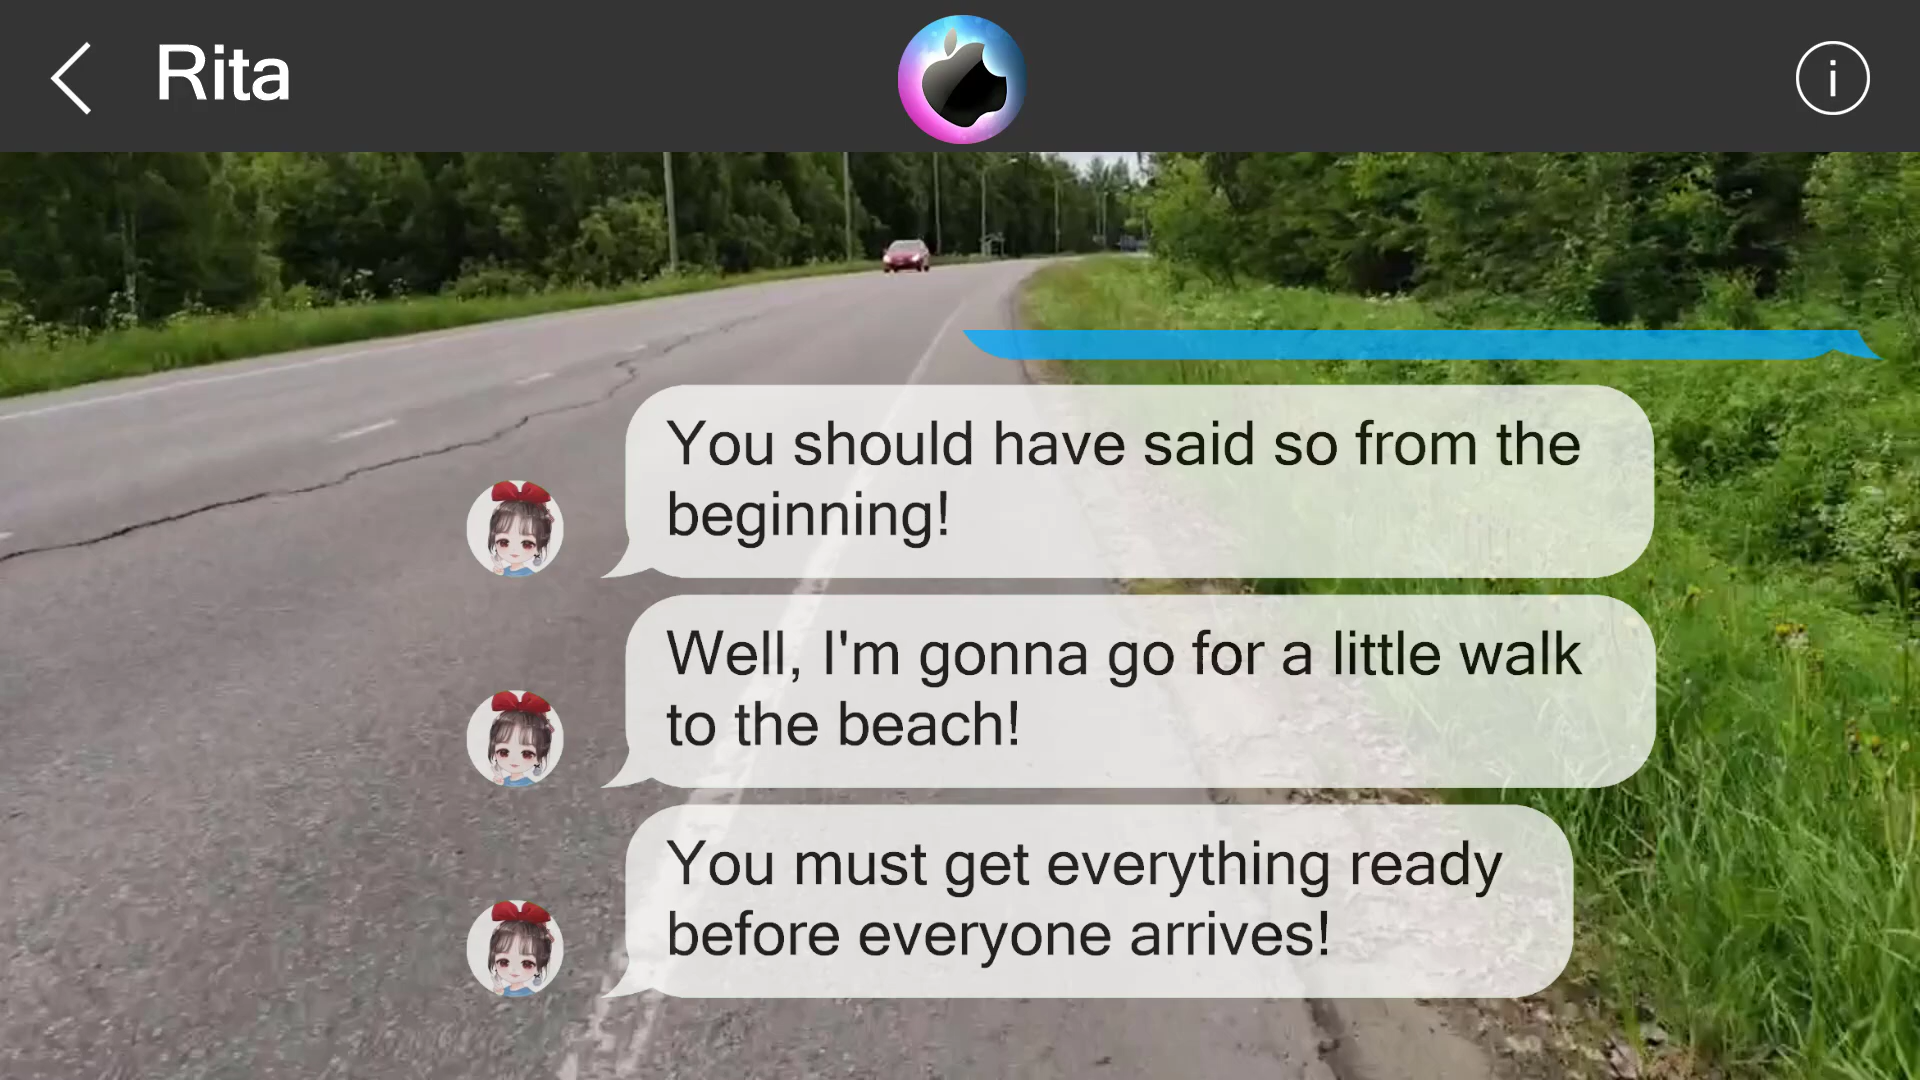 Rita
You should have said so from the
beginning!
Well, I'm gonna go for a little walk
to the beach!
You must get everything ready
before everyone arrives!